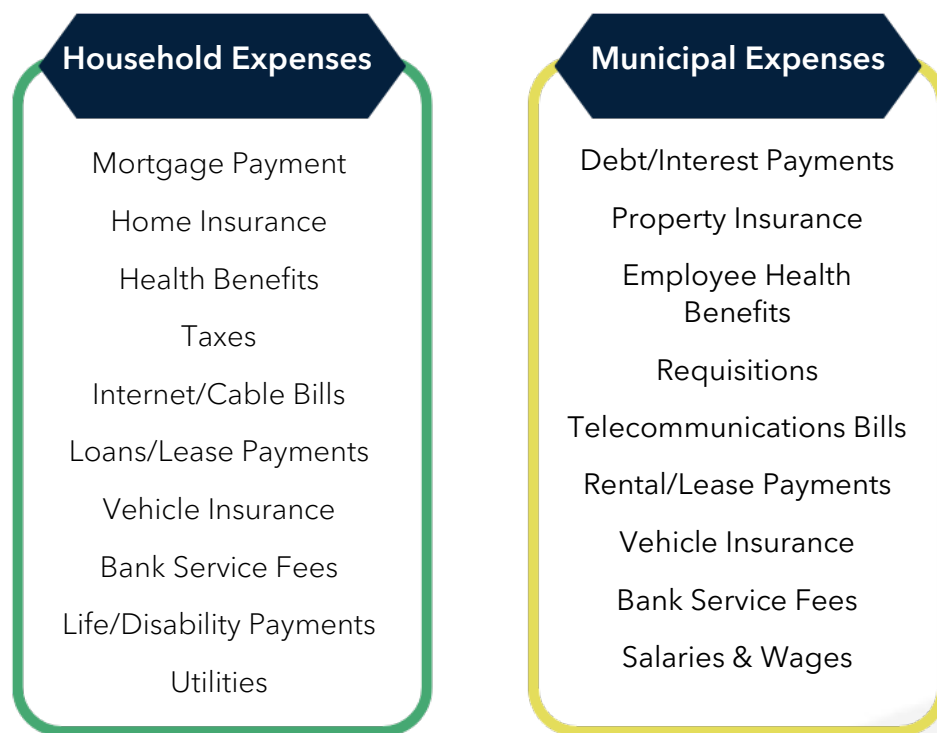 Household Expenses
Mortgage Payment
Home Insurance
Health Benefits
Taxes
Internet/Cable Bills
Loans/Lease Payments
Vehicle Insurance
Bank Service Fees
Life/Disability Payments
Utilities
Municipal Expenses
Debt/Interest Payments
Property Insurance
Employee Health
Benefits
Requisitions
Telecommunications Bills
Rental/Lease Payments
Vehicle Insurance
Bank Service Fees
Salaries & Wages